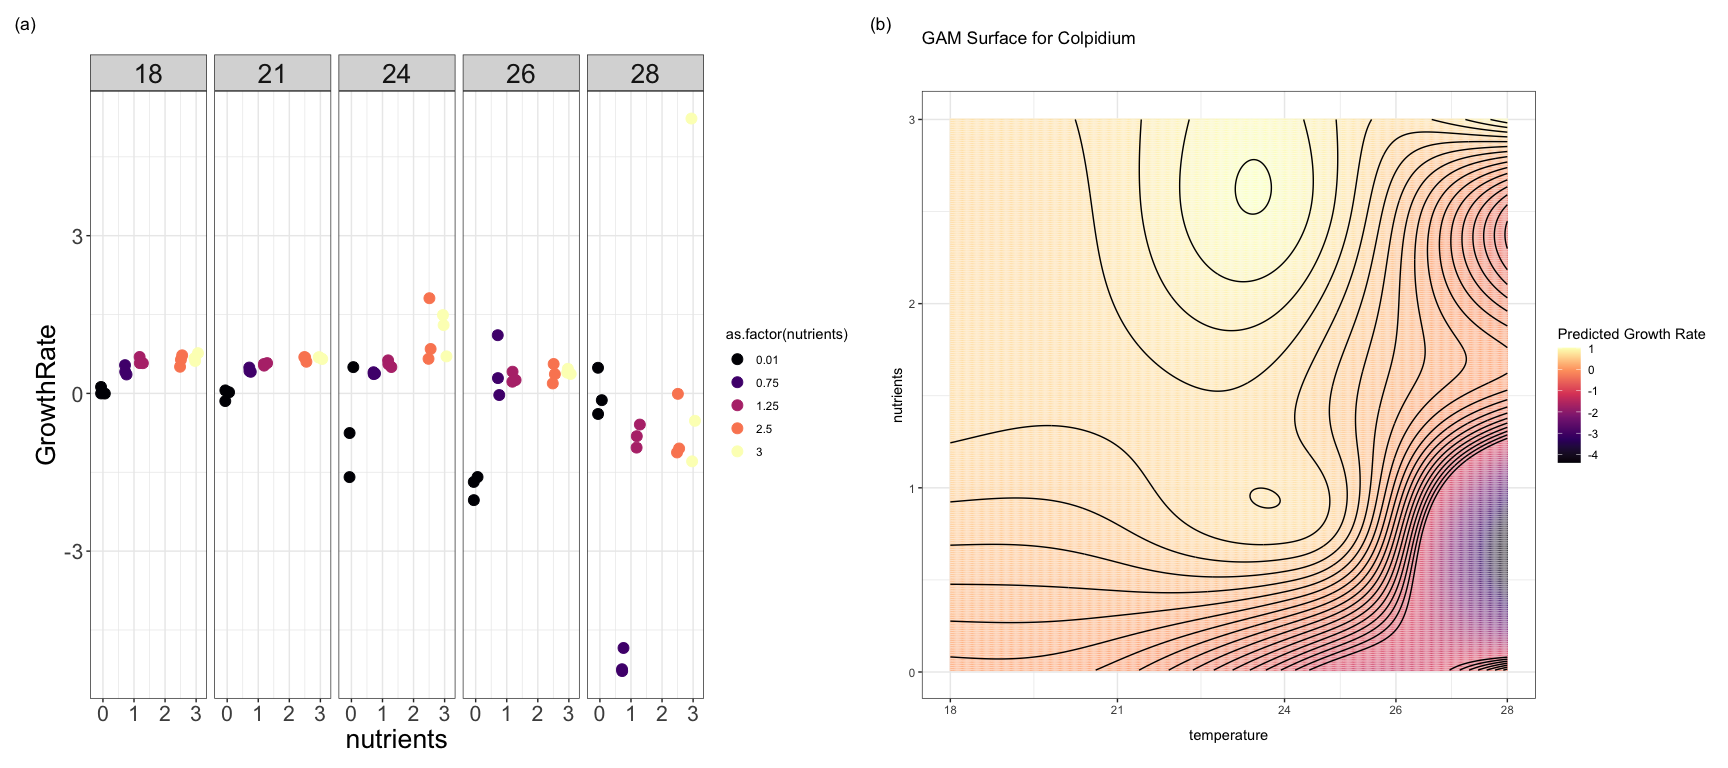 (a)
18 21 24 26 28
3
0
-3
GrowthRate
0 1 2 3 0 1 2 3 0 1 2 3 0 1 2 3 0 1 2 3
nutrients
as.factor(nutrients)
0.01
0.75
1.25
2.5
3
(b)
GAM Surface for Colpidium
3
2
1
0
nutrients
18 21 24 26 28
temperature
Predicted Growth Rate
1
0
-1
-2
-3
-4